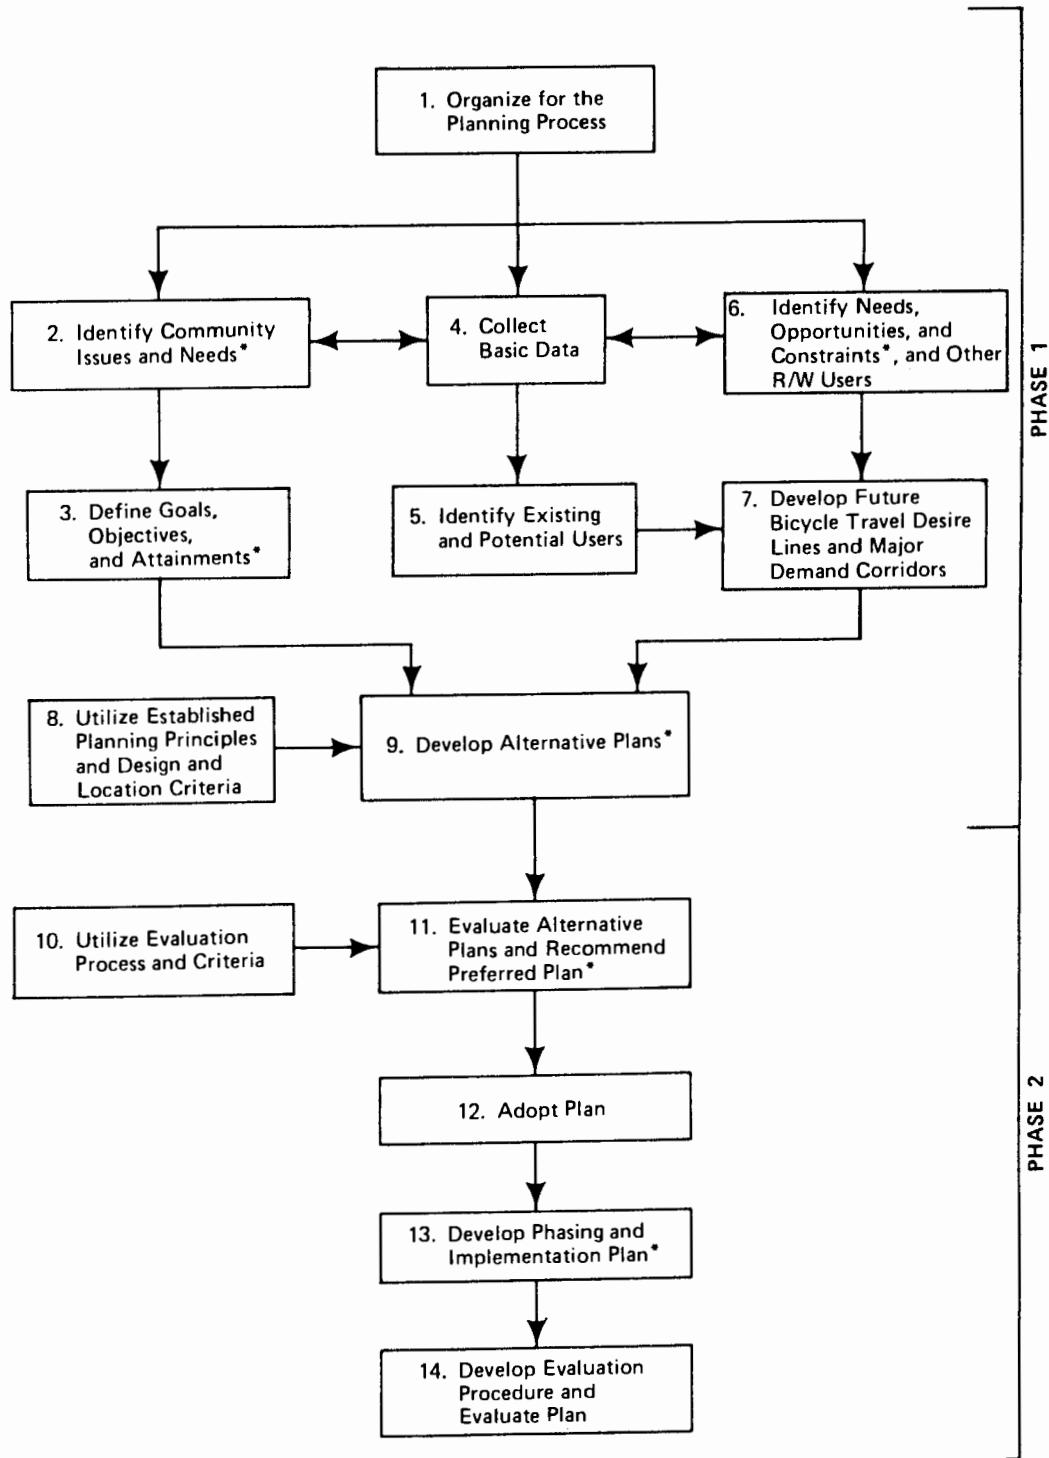 1. Organize for the
Planning Process
2. Identify Community
Issues and Needs*
4. Collect
Basic Data
6. Identify Needs,
Opportunities, and
Constraints*, and Other
R/W Users
3. Define Goals,
Objectives,
and Attainments*
5. Identify Existing
and Potential Users
7. Develop Future
Bicycle Travel Desire
Lines and Major
Demand Corridors
PHASE 1
8. Utilize Established
Planning Principles
and Design and
Location Criteria
9. Develop Alternative Plans*
10. Utilize Evaluation
Process and Criteria
11. Evaluate Alternative
Plans and Recommend
Preferred Plan*
12. Adopt Plan
13. Develop Phasing and
Implementation Plan*
14. Develop Evaluation
Procedure and
Evaluate Plan
PHASE 2